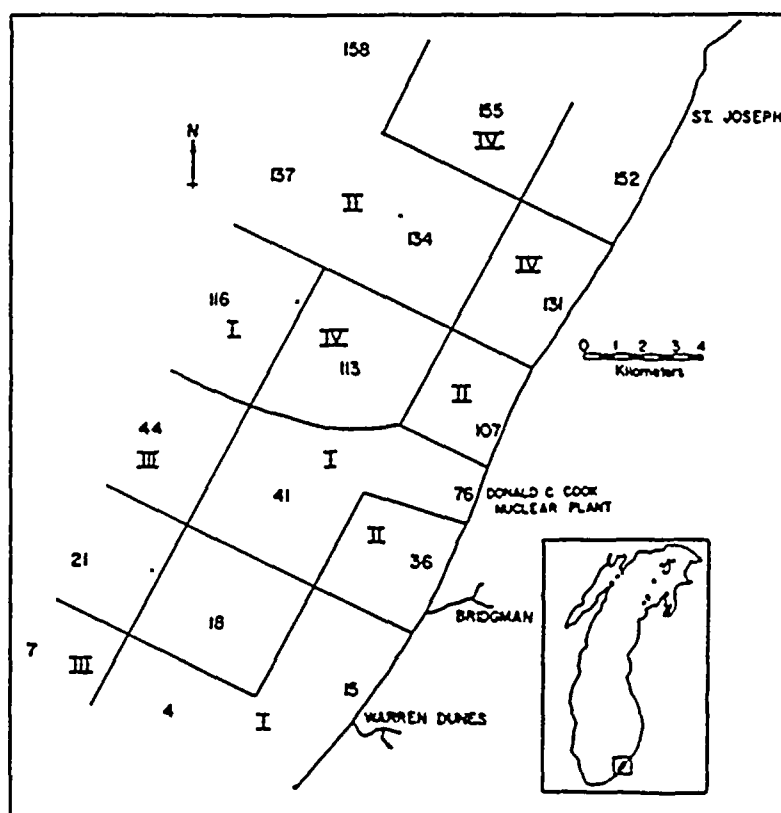 158
155
IV
ST. JOSEPH
N
137
II
152
134
IV
116
I
131
IV
113
0 1 2 3 4
Kilometers
II
107
44
III
I
41
76
DONALD C COOK
NUCLEAR PLANT
II
36
21
18
BRIDGMAN
7
III
4
I
15
WARREN DUNES